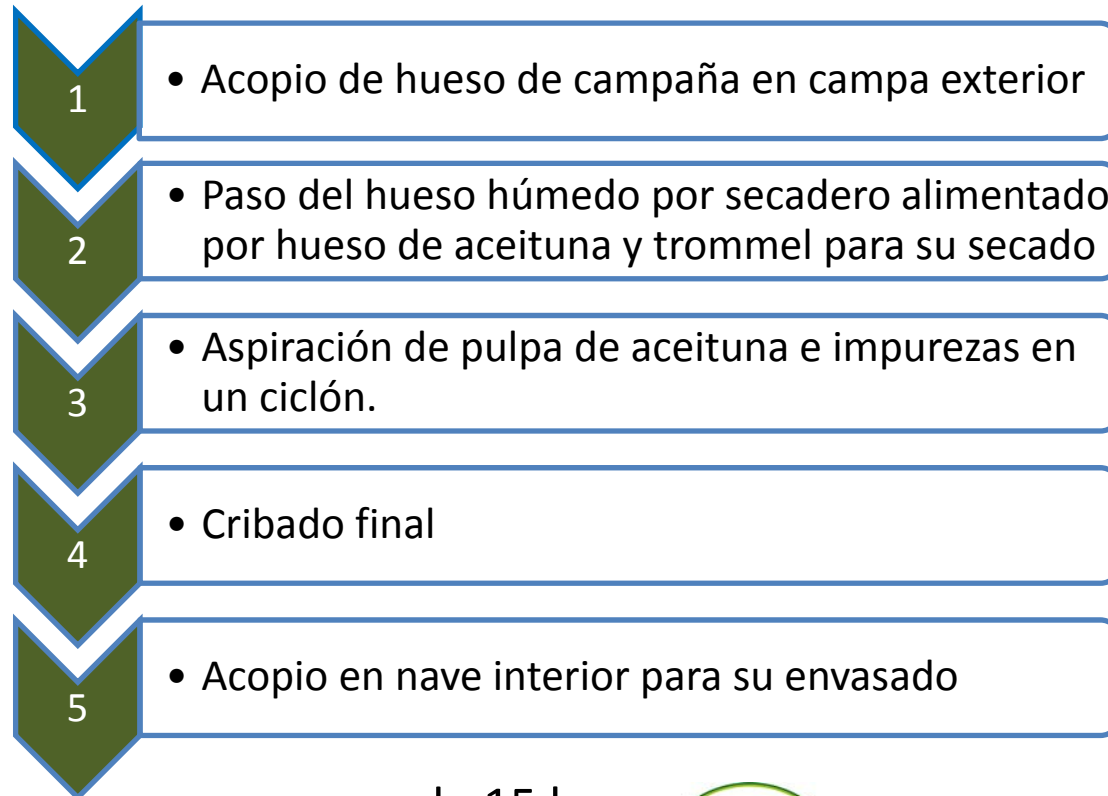 1
• Acopio de hueso de campaña en campa exterior
2
• Paso del hueso húmedo por secadero alimentado
por hueso de aceituna y trommel para su secado
3
• Aspiración de pulpa de aceituna e impurezas en
un ciclón.
4
• Cribado final
5
• Acopio en nave interior para su envasado
de 15 k